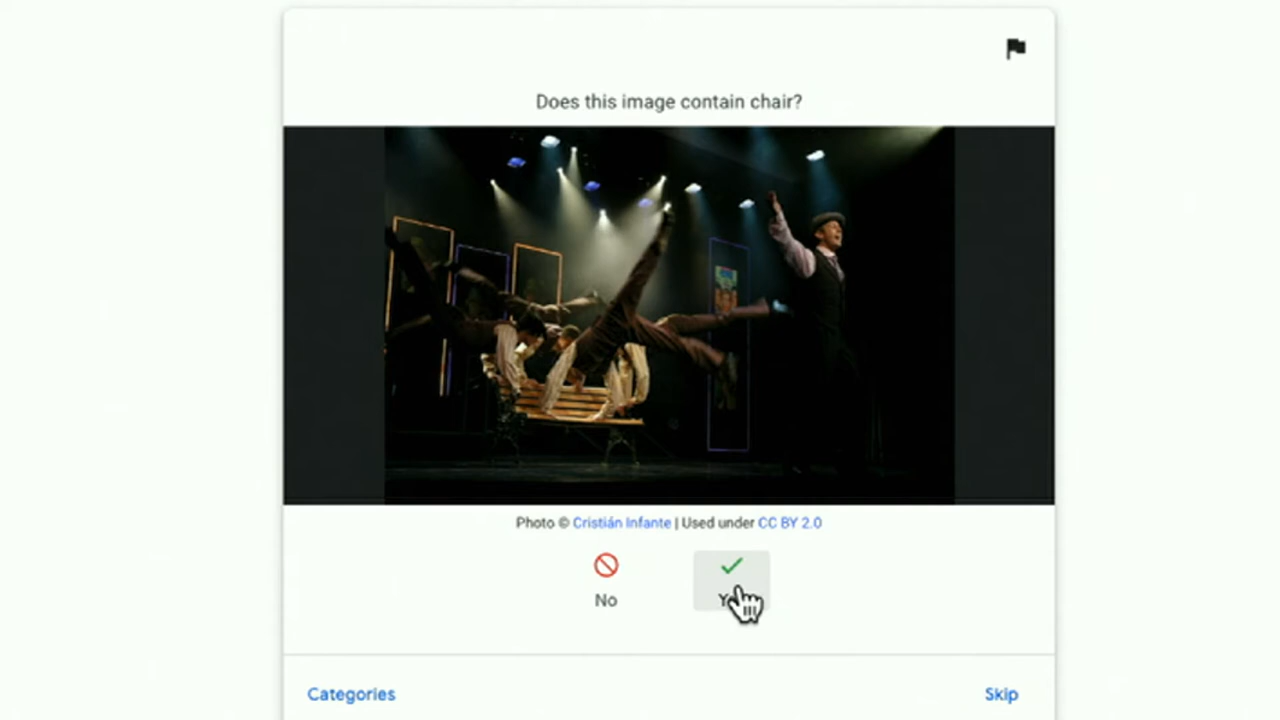 Does this image contain chair?
Photo © Cristián Infante | Used under CC BY 2.0
No
Categories
Skip